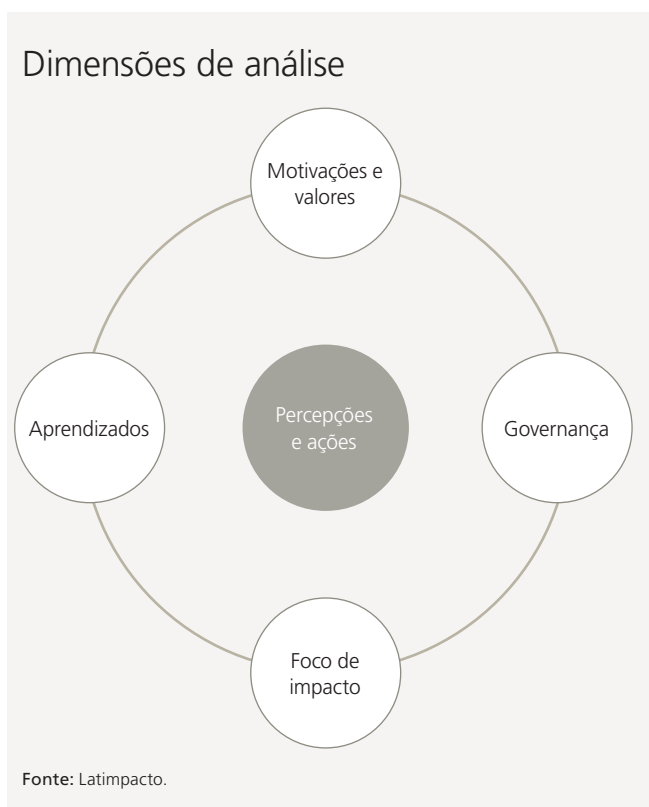 Dimensões de análise
Motivações e
valores
Aprendizados
Percepções
e ações
Governança
Foco de
impacto
Fonte: Latimpacto.